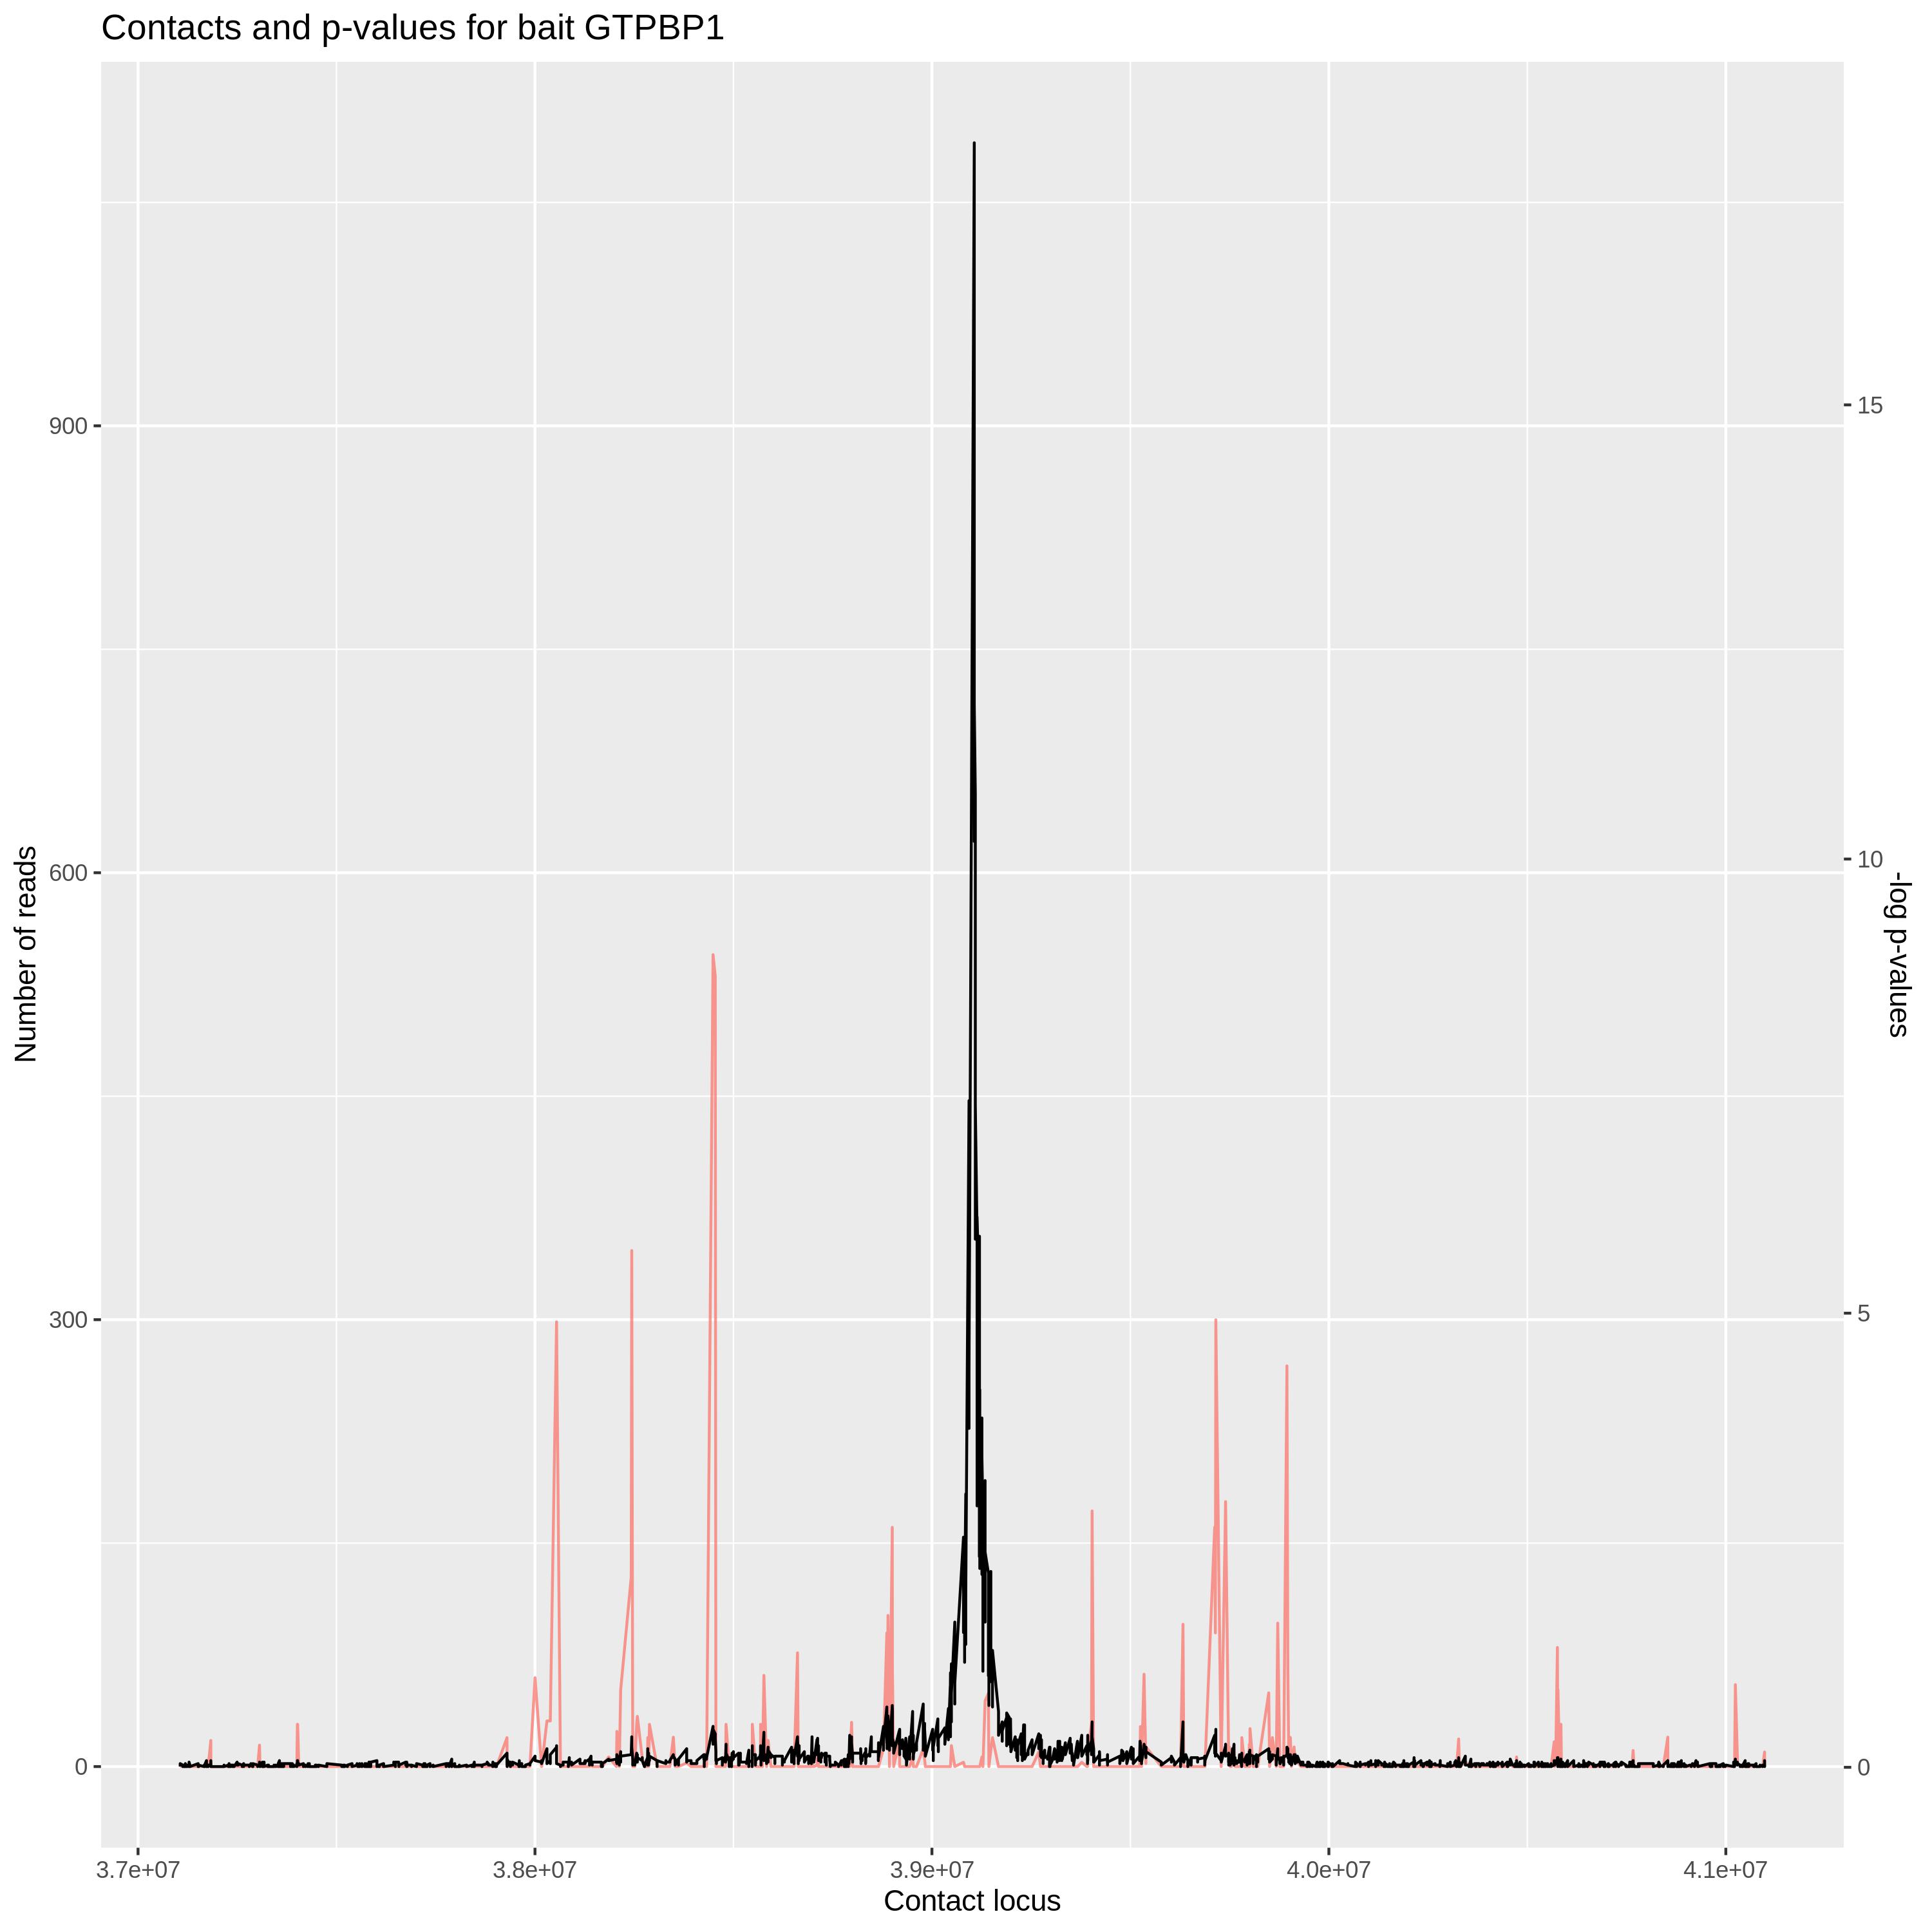 Contacts and p-values for bait GTPBP1
Number of reads
900
600
300
0
15
10
5
0
-log p-values
3.7e+07 3.8e+07 3.9e+07 4.0e+07 4.1e+07
Contact locus